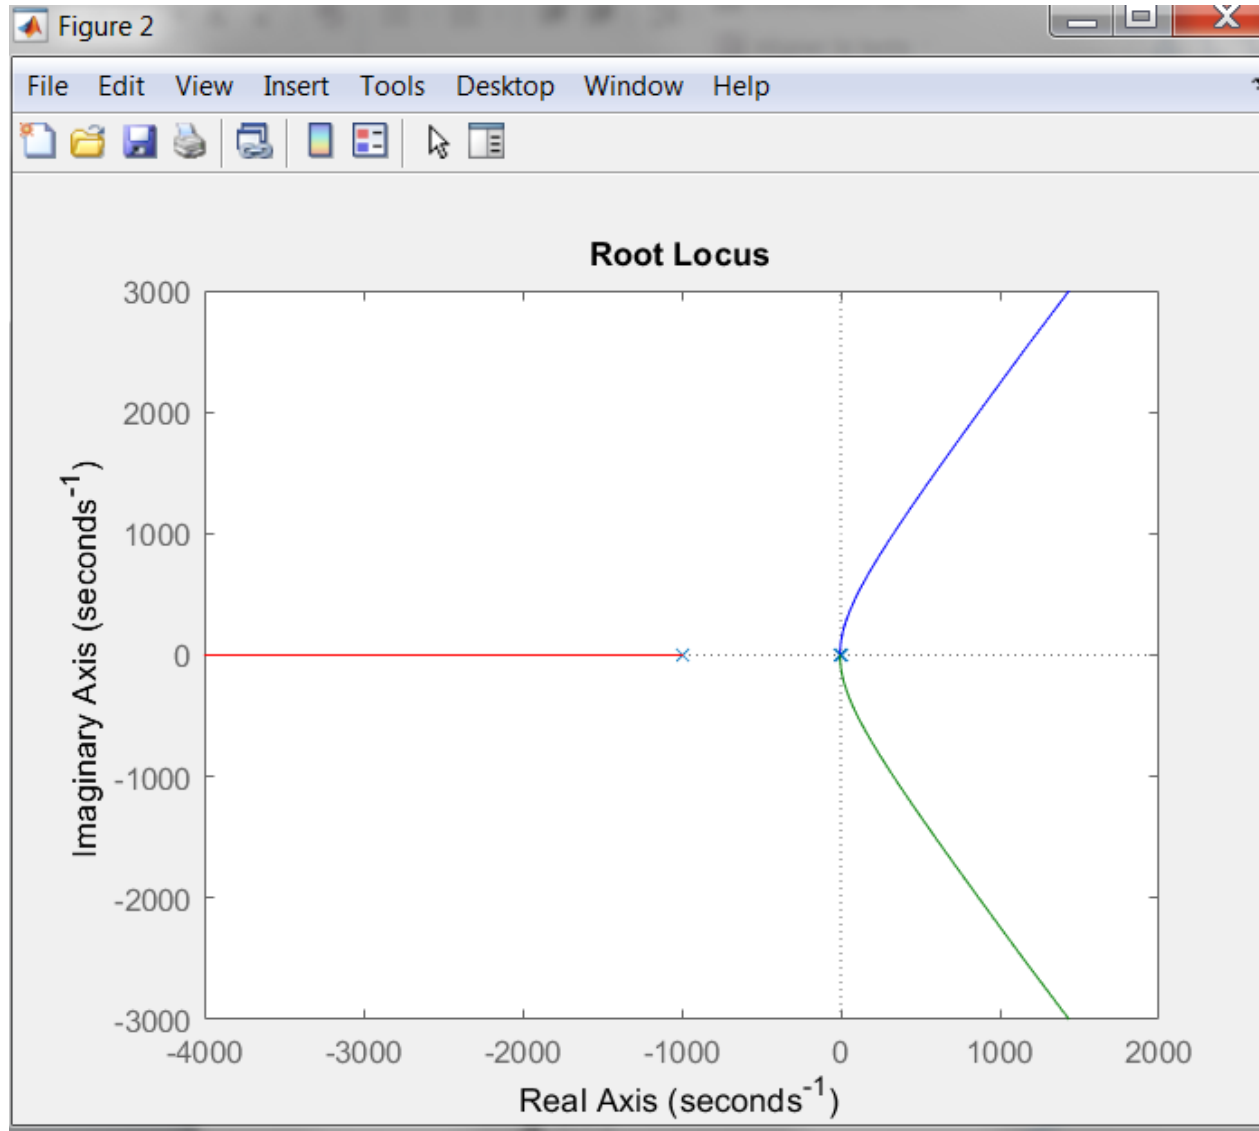 Figure 2
File Edit View Insert Tools Desktop Window Help
Root Locus
3000
2000
1000
0
-1000
-2000
-3000
Imaginary Axis (seconds⁻¹)
-4000 -3000 -2000 -1000 0 1000 2000
Real Axis (seconds⁻¹)